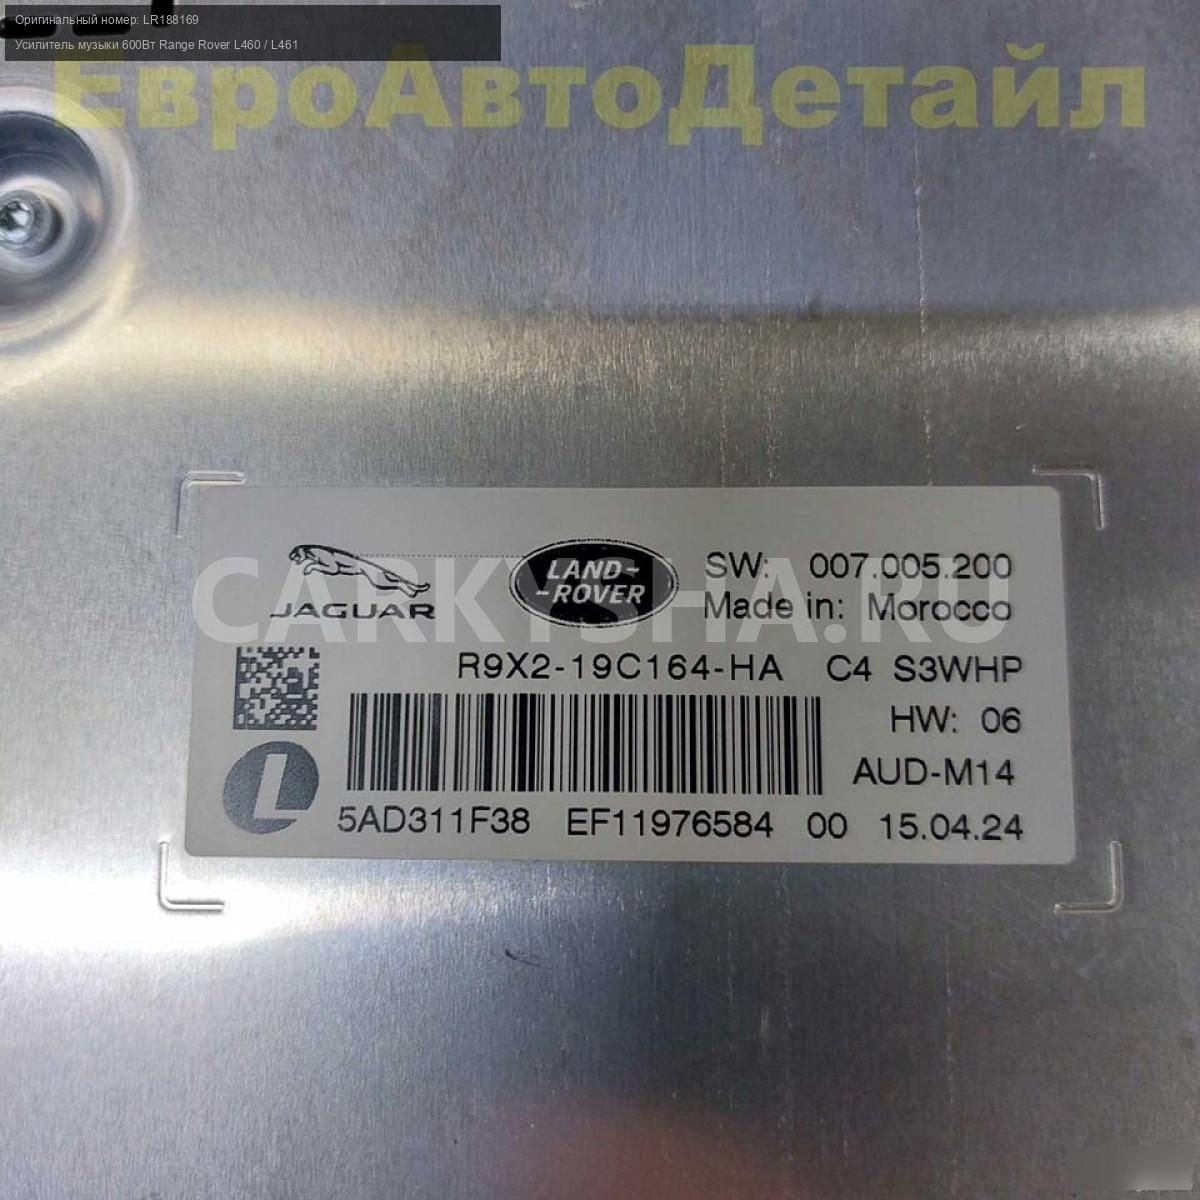 Оригинальный номер: LR188169
Усилитель музыки 600Вт Range Rover L460 / L461
ЕвроАвтоДетайл
JAGUAR
LAND-
-ROVER
SW: 007.005.200
Made in: Morocco
CARKYSHA.RU
R9X2-19C164-HA C4 S3WHP
HW: 06
AUD-M14
L
5AD311F38 EF11976584 00 15.04.24